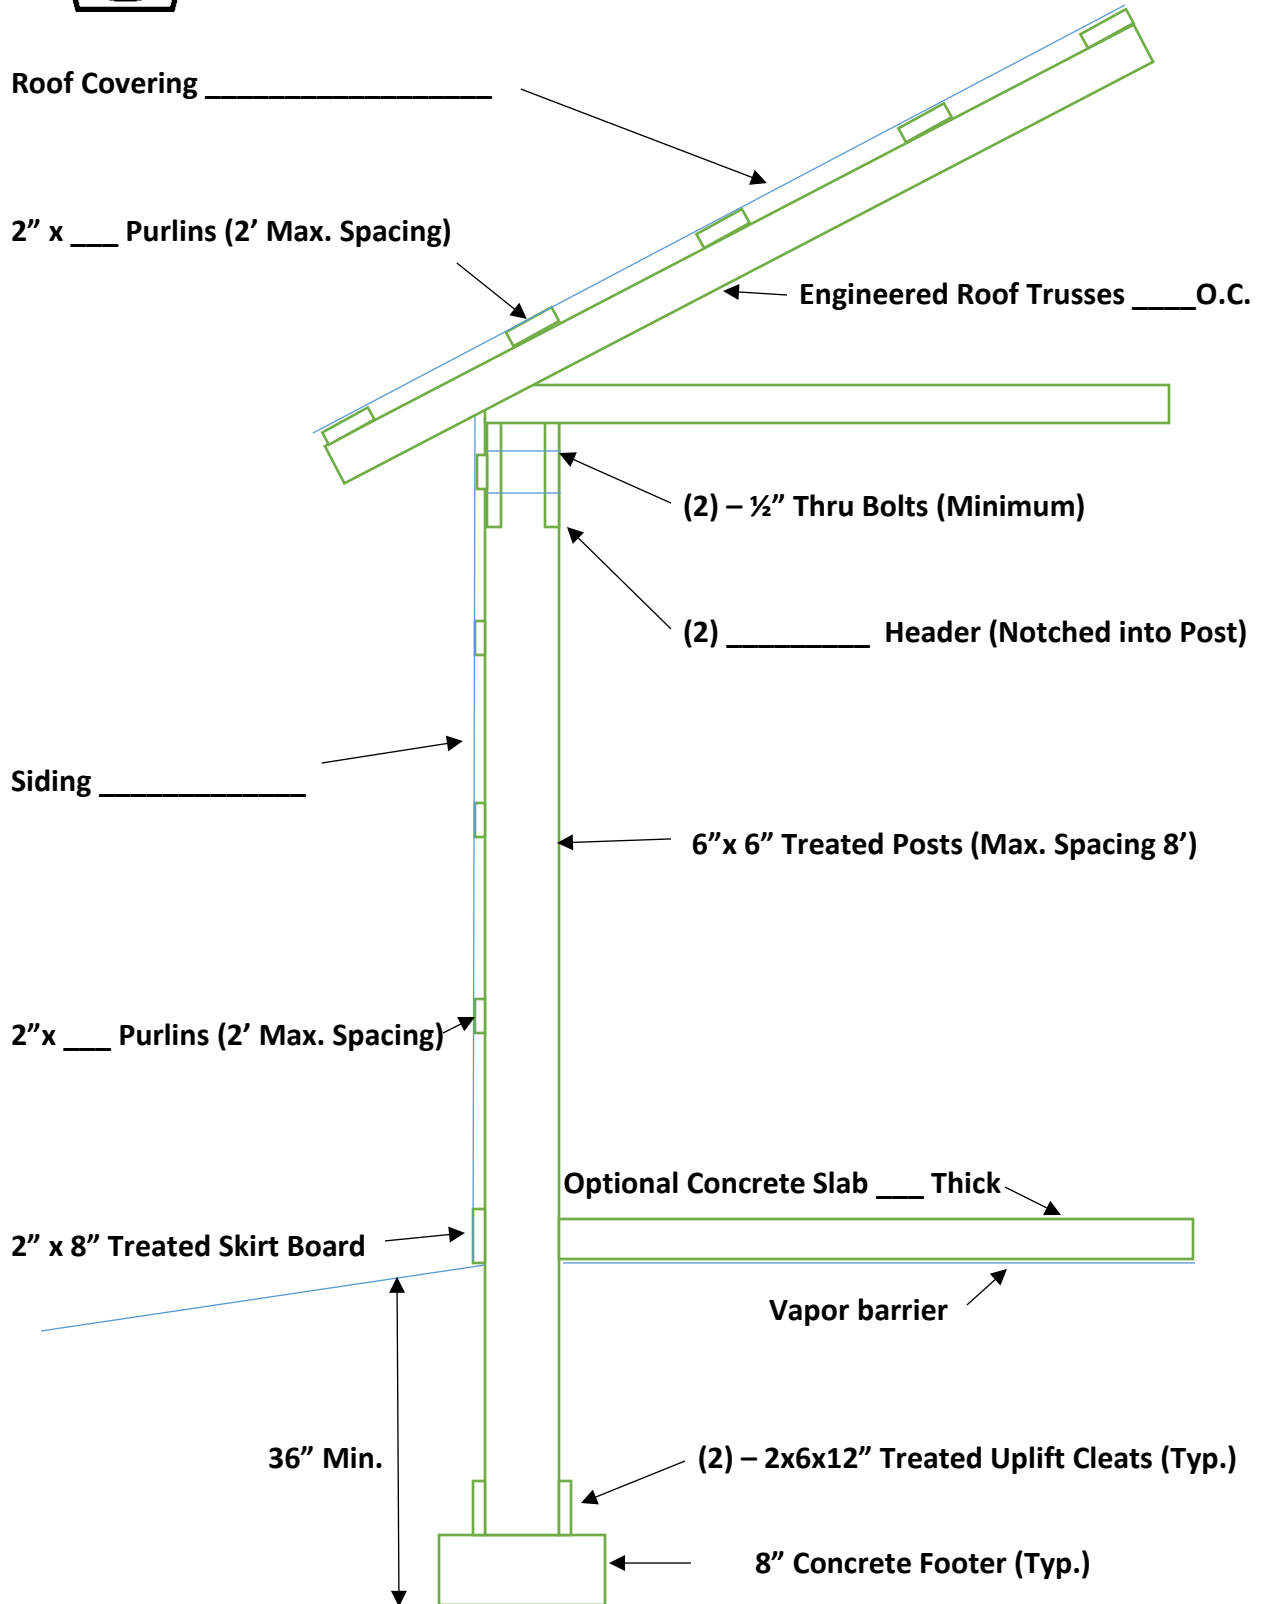 Roof Covering __________________
2” x ___ Purlins (2’ Max. Spacing)
Engineered Roof Trusses ____O.C.
(2) – ½” Thru Bolts (Minimum)
(2) _________ Header (Notched into Post)
Siding _____________
6”x 6” Treated Posts (Max. Spacing 8’)
2”x ___ Purlins (2’ Max. Spacing)
Optional Concrete Slab ___ Thick
2” x 8” Treated Skirt Board
Vapor barrier
36” Min.
(2) – 2x6x12” Treated Uplift Cleats (Typ.)
8” Concrete Footer (Typ.)